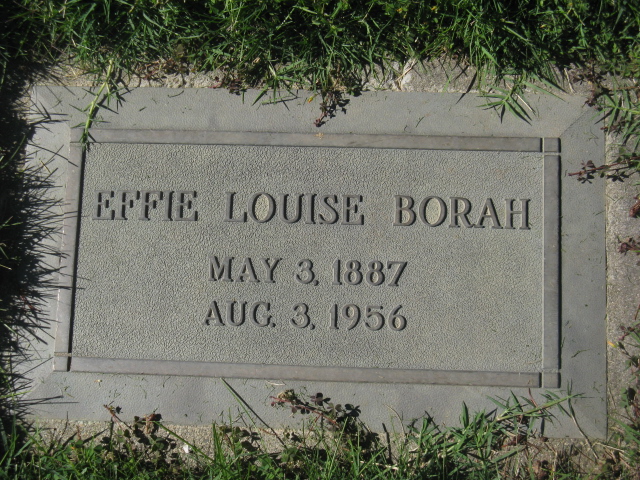 EFFIE LOUISE BORAH
MAY 3, 1887
AUG. 3, 1956